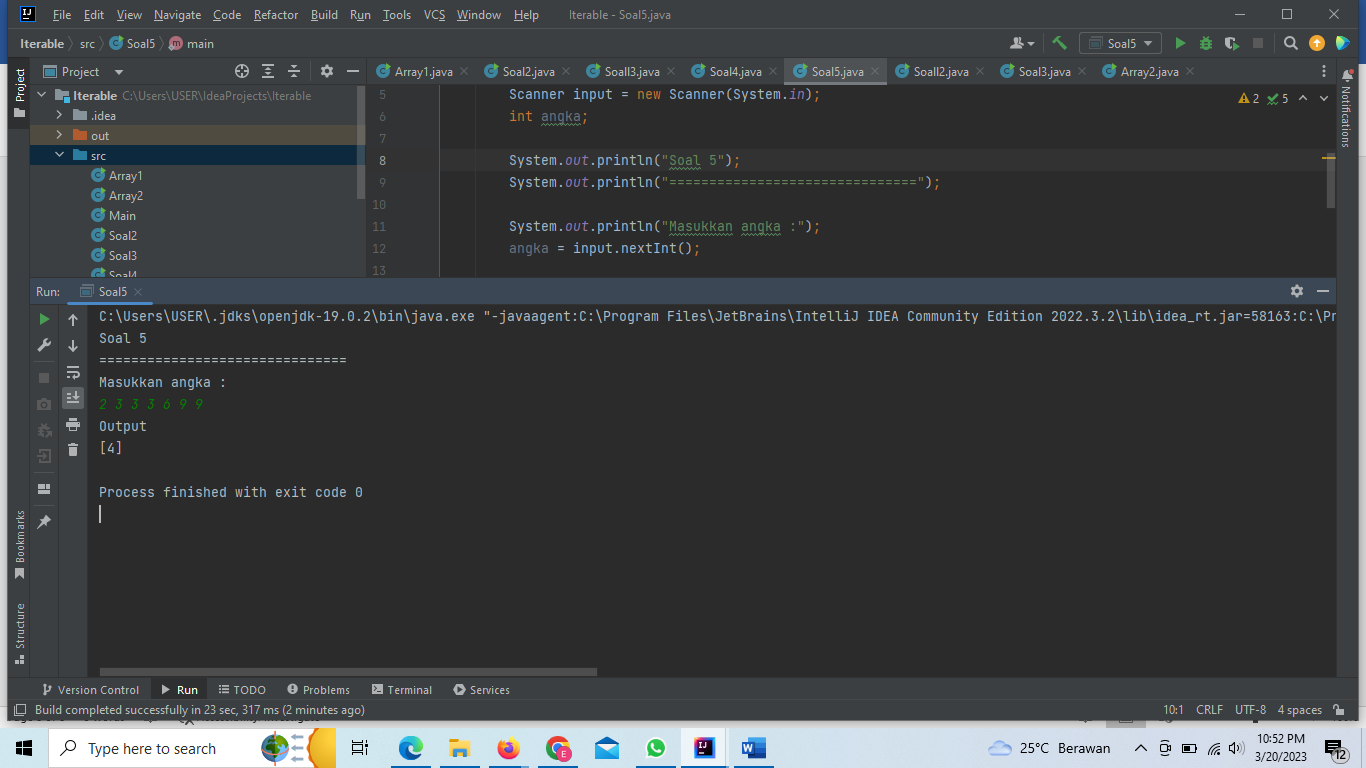 File Edit View Navigate Code Refactor Build Run Tools VCS Window Help Iterable - Soal5.java
Iterable src Soal5 main Soal5
Project Array1.java Soal2.java Soall3.java Soal4.java Soal5.java Soall2.java Soal3.java Array2.java
Project
Notifications
Iterable C:\Users\USER\IdeaProjects\Iterable
.idea
out
src
Array1
Array2
Main
Soal2
Soal3
Soal4
2 5
5 Scanner input = new Scanner(System.in);
6 int angka;
7
8 System.out.println("Soal 5");
9 System.out.println("===============================");
10
11 System.out.println("Masukkan angka :");
12 angka = input.nextInt();
13
Run: Soal5
C:\Users\USER\.jdks\openjdk-19.0.2\bin\java.exe "-javaagent:C:\Program Files\JetBrains\IntelliJ IDEA Community Edition 2022.3.2\lib\idea_rt.jar=58163:C:\Pr
Soal 5
===============================
Masukkan angka :
2 3 3 3 6 9 9
Output
[4]
Process finished with exit code 0
Bookmarks
Structure
Version Control Run TODO Problems Terminal Services
Build completed successfully in 23 sec, 317 ms (2 minutes ago) 10:1 CRLF UTF-8 4 spaces
Type here to search 25°C Berawan 10:52 PM
3/20/2023
12